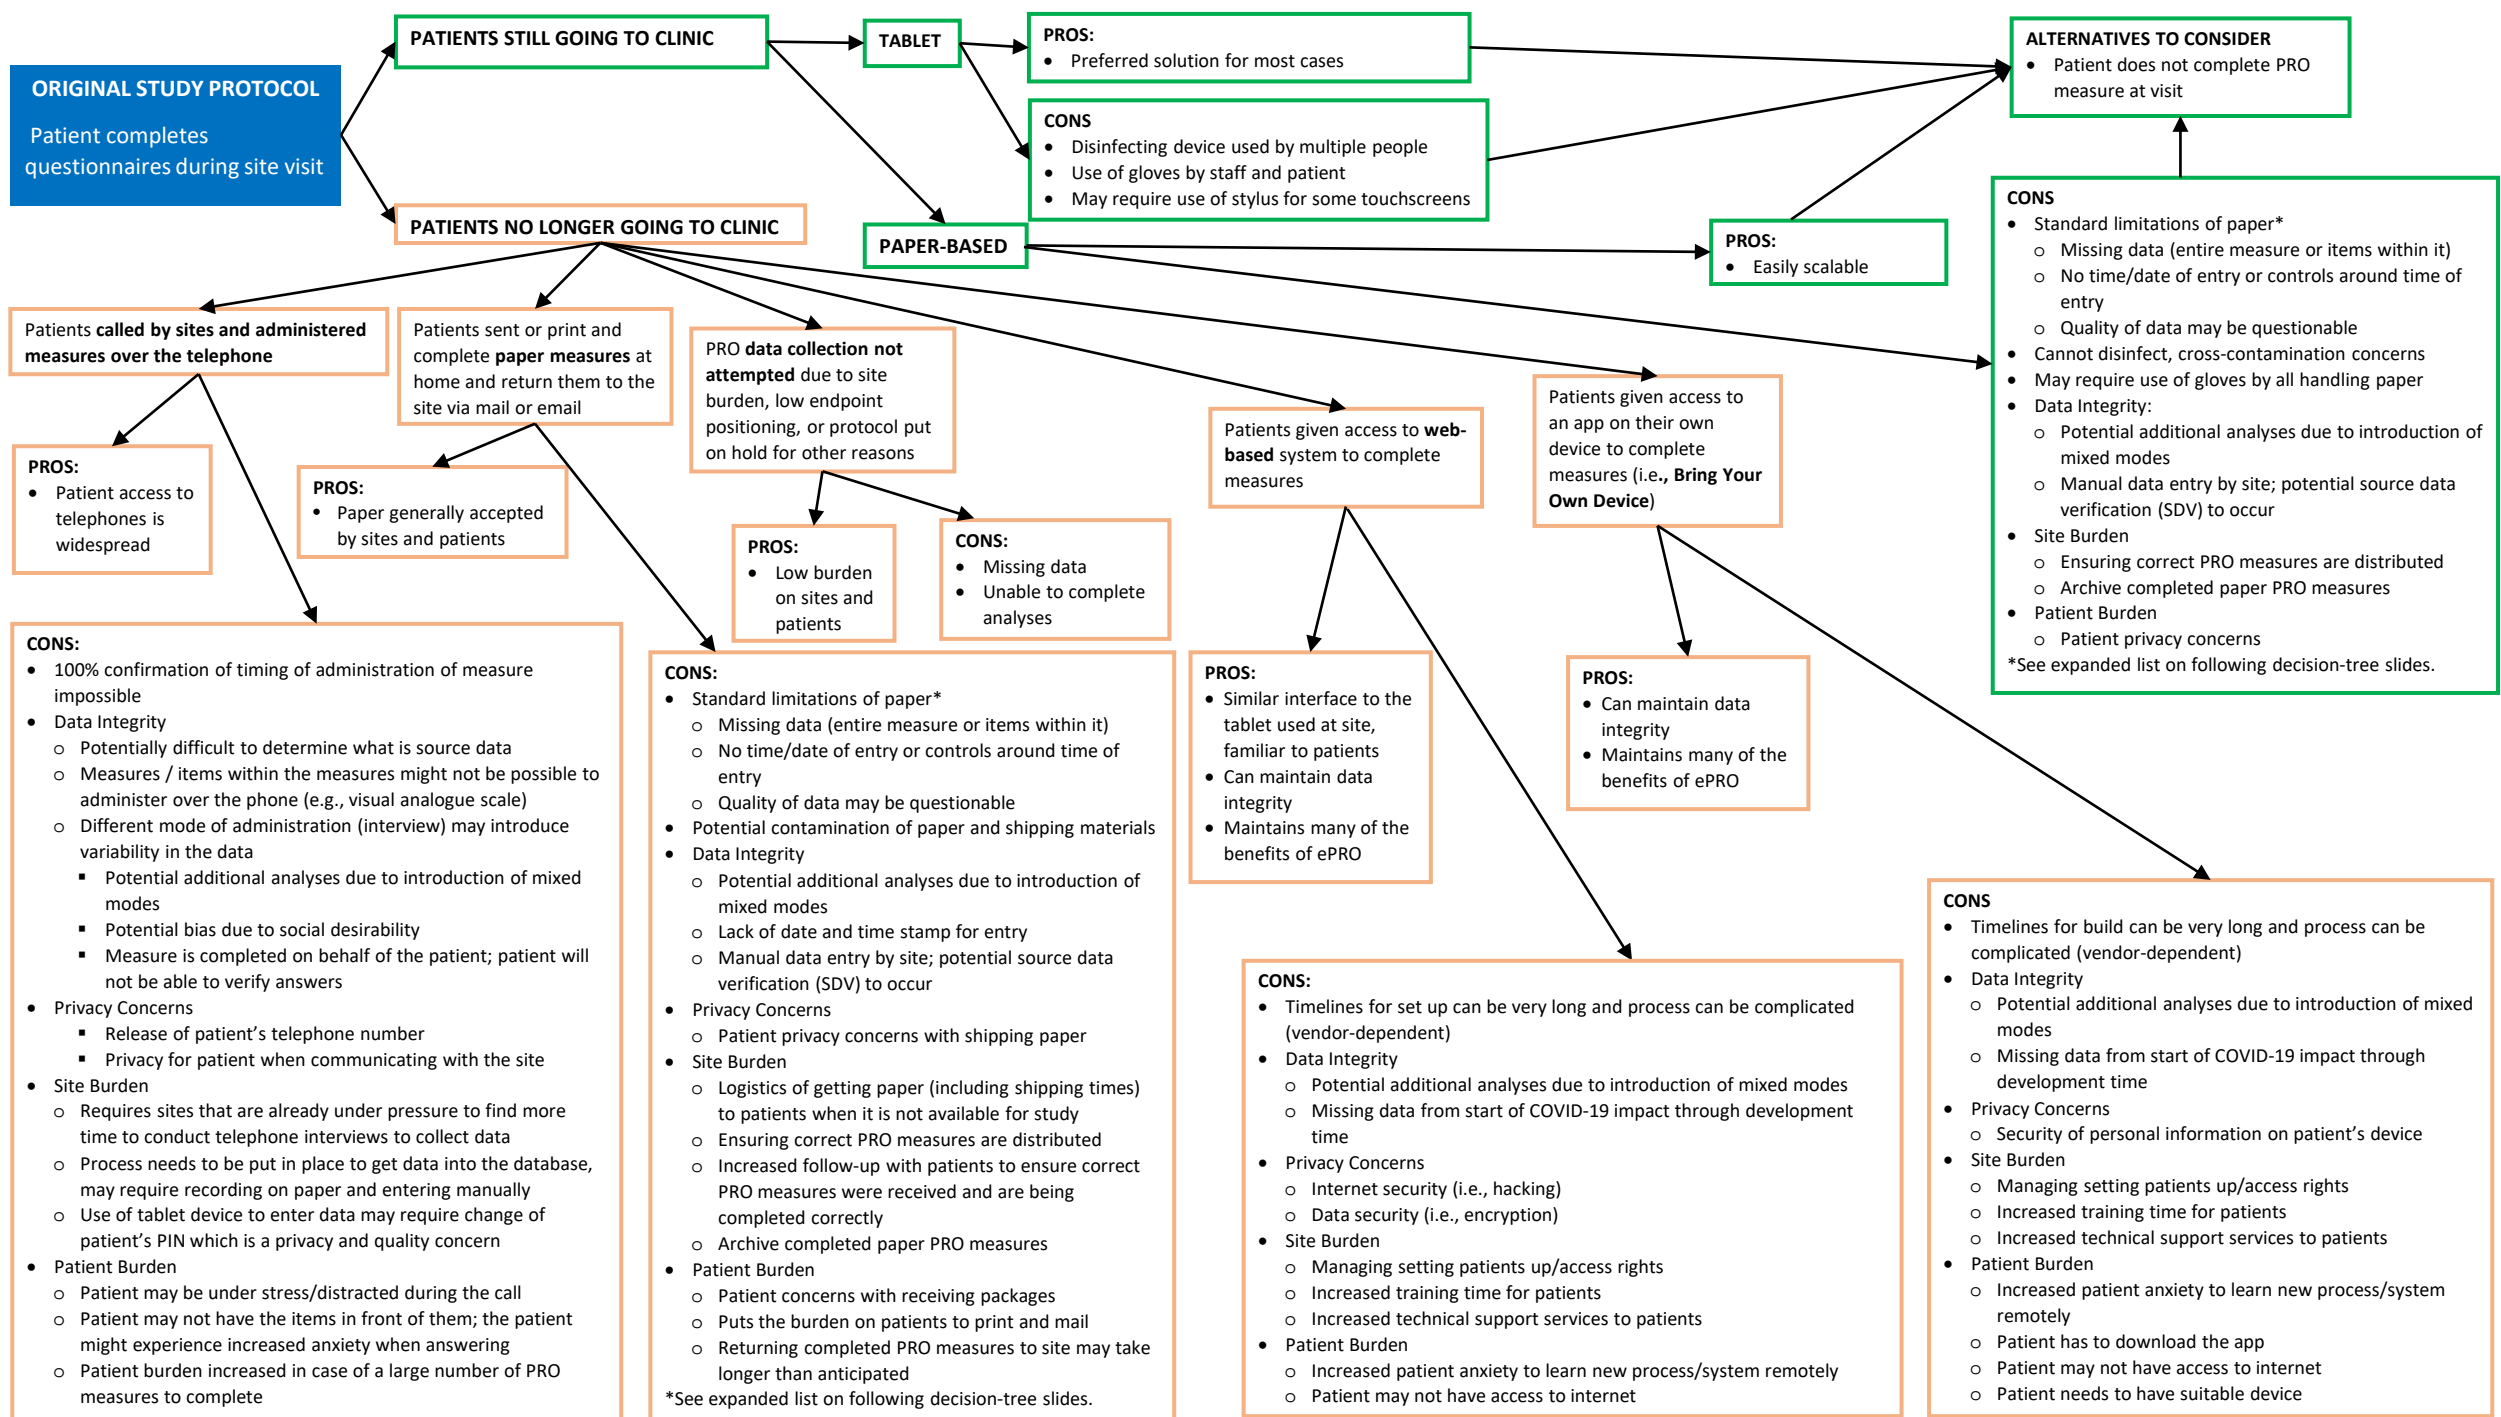 ORIGINAL STUDY PROTOCOL
Patient completes
questionnaires during site visit
PATIENTS STILL GOING TO CLINIC
TABLET
PROS:
• Preferred solution for most cases
CONS
• Disinfecting device used by multiple people
• Use of gloves by staff and patient
• May require use of stylus for some touchscreens
ALTERNATIVES TO CONSIDER
• Patient does not complete PRO
measure at visit
PATIENTS NO LONGER GOING TO CLINIC
PAPER-BASED
PROS:
• Easily scalable
CONS
• Standard limitations of paper*
o Missing data (entire measure or items within it)
o No time/date of entry or controls around time of
entry
o Quality of data may be questionable
• Cannot disinfect, cross-contamination concerns
• May require use of gloves by all handling paper
• Data Integrity:
o Potential additional analyses due to introduction of
mixed modes
o Manual data entry by site; potential source data
verification (SDV) to occur
• Site Burden
o Ensuring correct PRO measures are distributed
o Archive completed paper PRO measures
• Patient Burden
o Patient privacy concerns
*See expanded list on following decision-tree slides.
Patients called by sites and administered
measures over the telephone
PROS:
• Patient access to
telephones is
widespread
CONS:
• 100% confirmation of timing of administration of measure
impossible
• Data Integrity
o Potentially difficult to determine what is source data
o Measures / items within the measures might not be possible to
administer over the phone (e.g., visual analogue scale)
o Different mode of administration (interview) may introduce
variability in the data
▪ Potential additional analyses due to introduction of mixed
modes
▪ Potential bias due to social desirability
▪ Measure is completed on behalf of the patient; patient will
not be able to verify answers
• Privacy Concerns
▪ Release of patient’s telephone number
▪ Privacy for patient when communicating with the site
• Site Burden
o Requires sites that are already under pressure to find more
time to conduct telephone interviews to collect data
o Process needs to be put in place to get data into the database,
may require recording on paper and entering manually
o Use of tablet device to enter data may require change of
patient’s PIN which is a privacy and quality concern
• Patient Burden
o Patient may be under stress/distracted during the call
o Patient may not have the items in front of them; the patient
might experience increased anxiety when answering
o Patient burden increased in case of a large number of PRO
measures to complete
Patients sent or print and
complete paper measures at
home and return them to the
site via mail or email
PROS:
• Paper generally accepted
by sites and patients
CONS:
• Standard limitations of paper*
o Missing data (entire measure or items within it)
o No time/date of entry or controls around time of
entry
o Quality of data may be questionable
• Potential contamination of paper and shipping materials
• Data Integrity
o Potential additional analyses due to introduction of
mixed modes
o Lack of date and time stamp for entry
o Manual data entry by site; potential source data
verification (SDV) to occur
• Privacy Concerns
o Patient privacy concerns with shipping paper
• Site Burden
o Logistics of getting paper (including shipping times)
to patients when it is not available for study
o Ensuring correct PRO measures are distributed
o Increased follow-up with patients to ensure correct
PRO measures were received and are being
completed correctly
o Archive completed paper PRO measures
• Patient Burden
o Patient concerns with receiving packages
o Puts the burden on patients to print and mail
o Returning completed PRO measures to site may take
longer than anticipated
*See expanded list on following decision-tree slides.
PRO data collection not
attempted due to site
burden, low endpoint
positioning, or protocol put
on hold for other reasons
PROS:
• Low burden
on sites and
patients
CONS:
• Missing data
• Unable to complete
analyses
Patients given access to web-
based system to complete
measures
PROS:
• Similar interface to the
tablet used at site,
familiar to patients
• Can maintain data
integrity
• Maintains many of the
benefits of ePRO
CONS:
• Timelines for set up can be very long and process can be complicated
(vendor-dependent)
• Data Integrity
o Potential additional analyses due to introduction of mixed modes
o Missing data from start of COVID-19 impact through development
time
• Privacy Concerns
o Internet security (i.e., hacking)
o Data security (i.e., encryption)
• Site Burden
o Managing setting patients up/access rights
o Increased training time for patients
o Increased technical support services to patients
• Patient Burden
o Increased patient anxiety to learn new process/system remotely
o Patient may not have access to internet
Patients given access to
an app on their own
device to complete
measures (i.e., Bring Your
Own Device)
PROS:
• Can maintain data
integrity
• Maintains many of the
benefits of ePRO
CONS
• Timelines for build can be very long and process can be
complicated (vendor-dependent)
• Data Integrity
o Potential additional analyses due to introduction of mixed
modes
o Missing data from start of COVID-19 impact through
development time
• Privacy Concerns
o Security of personal information on patient’s device
• Site Burden
o Managing setting patients up/access rights
o Increased training time for patients
o Increased technical support services to patients
• Patient Burden
o Increased patient anxiety to learn new process/system
remotely
o Patient has to download the app
o Patient may not have access to internet
o Patient needs to have suitable device